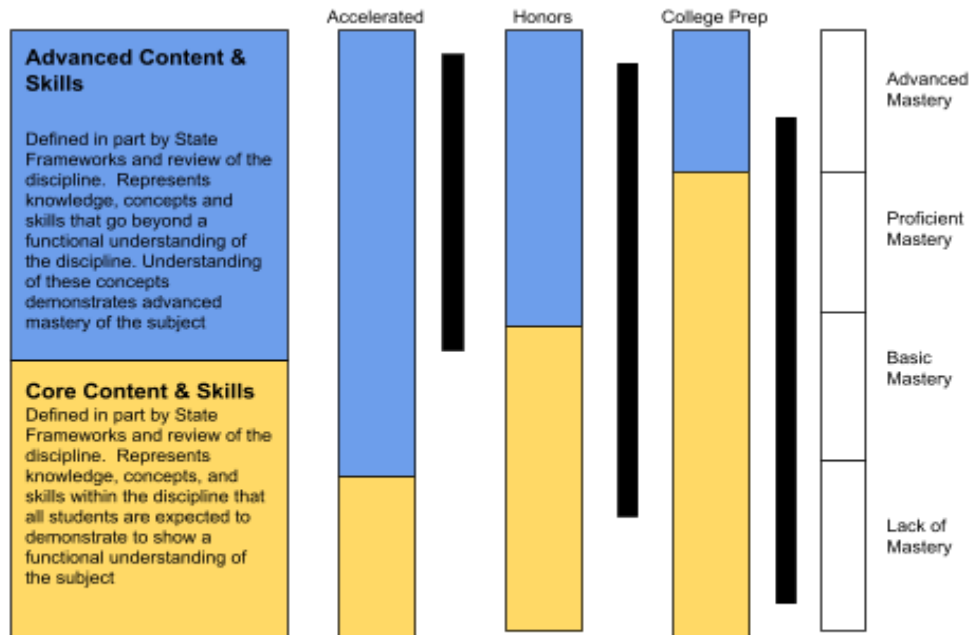 Accelerated
Honors
College Prep
Advanced Content &
Skills
Defined in part by State
Frameworks and review of the
discipline. Represents
knowledge, concepts and
skills that go beyond a
functional understanding of
the discipline. Understanding
of these concepts
demonstrates advanced
mastery of the subject
Core Content & Skills
Defined in part by State
Frameworks and review of the
discipline. Represents
knowledge, concepts, and
skills within the discipline that
all students are expected to
demonstrate to show a
functional understanding of
the subject
Advanced
Mastery
Proficient
Mastery
Basic
Mastery
Lack of
Mastery